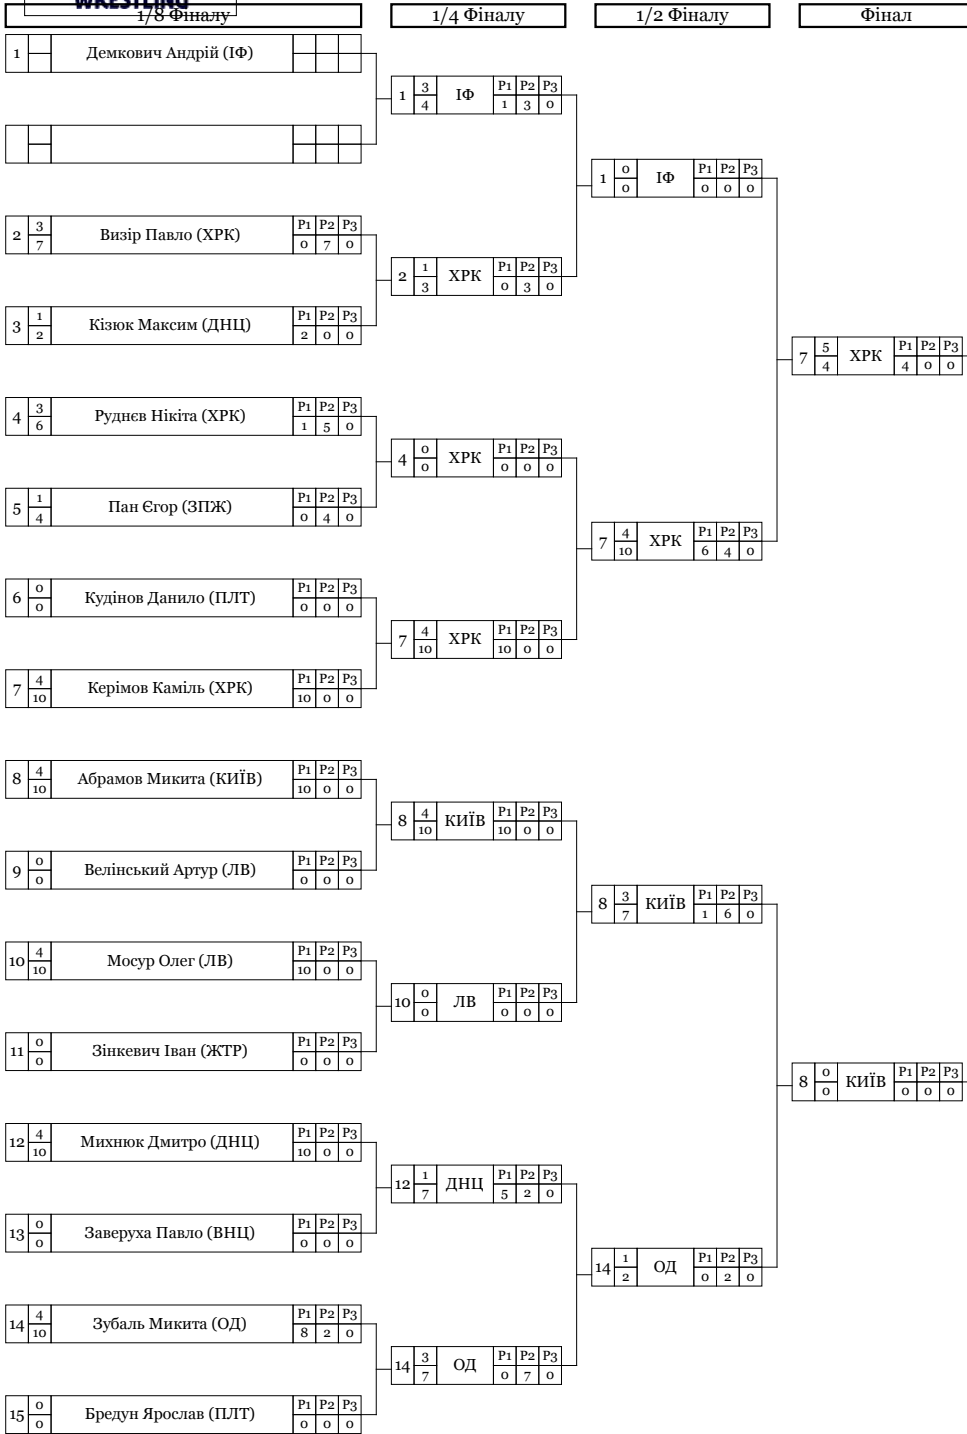 WRESTLING
1/8 Фіналу 1/4 Фіналу 1/2 Фіналу Фінал
1 Демкович Андрій (ІФ)
1 3 4 ІФ P1 P2 P3 1 3 0
1 0 0 ІФ P1 P2 P3 0 0 0
2 3 7 Визір Павло (ХРК) P1 P2 P3 0 7 0
2 1 3 ХРК P1 P2 P3 0 3 0
3 1 2 Кізюк Максим (ДНЦ) P1 P2 P3 2 0 0
7 5 4 ХРК P1 P2 P3 4 0 0
4 3 6 Руднєв Нікіта (ХРК) P1 P2 P3 1 5 0
4 0 0 ХРК P1 P2 P3 0 0 0
5 1 4 Пан Єгор (ЗПЖ) P1 P2 P3 0 4 0
7 4 10 ХРК P1 P2 P3 6 4 0
6 0 0 Кудінов Данило (ПЛТ) P1 P2 P3 0 0 0
7 4 10 ХРК P1 P2 P3 10 0 0
7 4 10 Керімов Каміль (ХРК) P1 P2 P3 10 0 0
8 4 10 Абрамов Микита (КИЇВ) P1 P2 P3 10 0 0
8 4 10 КИЇВ P1 P2 P3 10 0 0
9 0 0 Велінський Артур (ЛВ) P1 P2 P3 0 0 0
8 3 7 КИЇВ P1 P2 P3 1 6 0
10 4 10 Мосур Олег (ЛВ) P1 P2 P3 10 0 0
10 0 0 ЛВ P1 P2 P3 0 0 0
11 0 0 Зінкевич Іван (ЖТР) P1 P2 P3 0 0 0
8 0 0 КИЇВ P1 P2 P3 0 0 0
12 4 10 Михнюк Дмитро (ДНЦ) P1 P2 P3 10 0 0
12 1 7 ДНЦ P1 P2 P3 5 2 0
13 0 0 Заверуха Павло (ВНЦ) P1 P2 P3 0 0 0
14 1 2 ОД P1 P2 P3 0 2 0
14 4 10 Зубаль Микита (ОД) P1 P2 P3 8 2 0
14 3 7 ОД P1 P2 P3 0 7 0
15 0 0 Бредун Ярослав (ПЛТ) P1 P2 P3 0 0 0